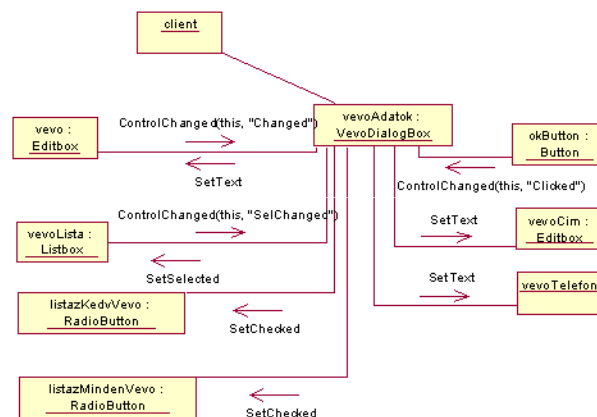 client
vevoAdatok :
VevoDialogBox
vevo :
Editbox
ControlChanged(this, "Changed")
SetText
okButton :
Button
ControlChanged(this, "Clicked")
vevoLista :
Listbox
ControlChanged(this, "SelChanged")
SetSelected
SetText
vevoCim :
Editbox
SetText
vevoTelefon
listazKedvVevo :
RadioButton
SetChecked
listazMindenVevo :
RadioButton
SetChecked